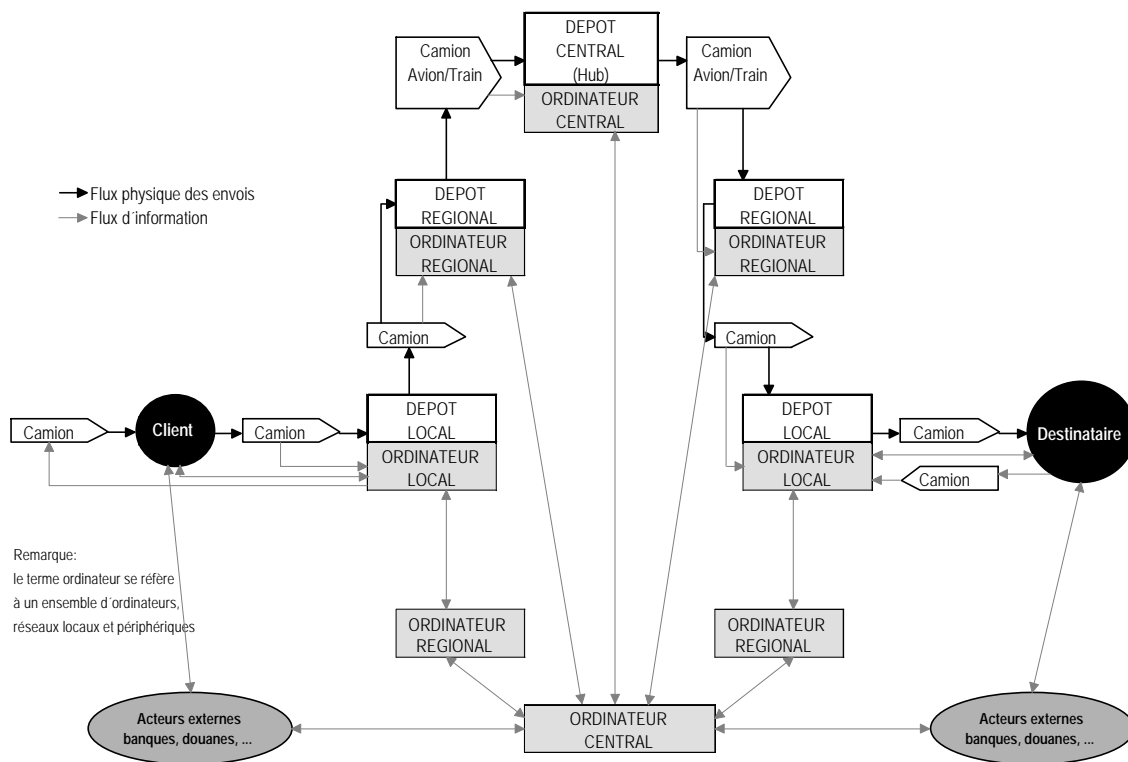 DEPOT
CENTRAL
(Hub)
ORDINATEUR
CENTRAL
Camion
Avion/Train
Camion
Avion/Train
Flux physique des envois
Flux d´information
DEPOT
REGIONAL
ORDINATEUR
REGIONAL
DEPOT
REGIONAL
ORDINATEUR
REGIONAL
Camion
Camion
Camion
Client
Camion
DEPOT
LOCAL
ORDINATEUR
LOCAL
DEPOT
LOCAL
ORDINATEUR
LOCAL
Camion
Destinataire
Camion
Remarque:
le terme ordinateur se réfère
à un ensemble d´ordinateurs,
réseaux locaux et périphériques
ORDINATEUR
REGIONAL
ORDINATEUR
REGIONAL
Acteurs externes
banques, douanes, ...
ORDINATEUR
CENTRAL
Acteurs externes
banques, douanes, ...